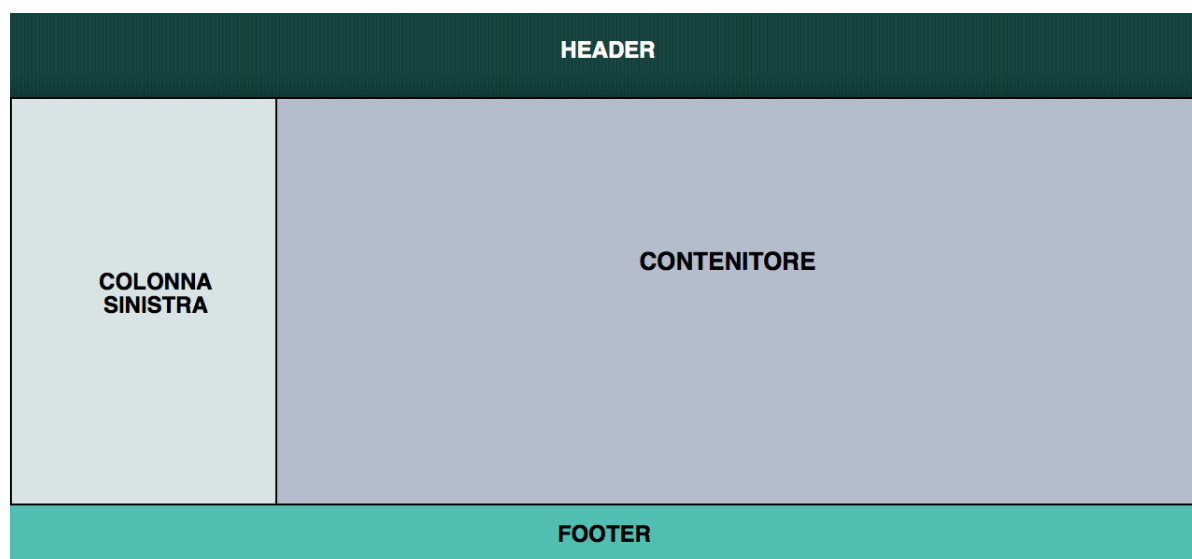 HEADER
COLONNA
SINISTRA
CONTENITORE
FOOTER